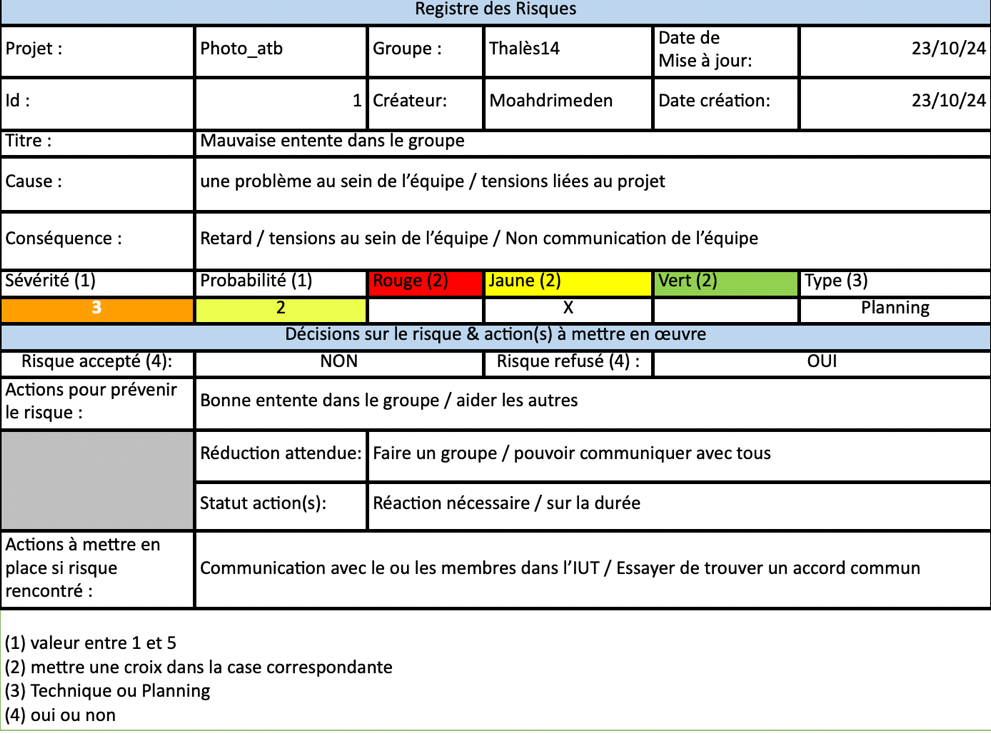 Registre des Risques
Projet : Photo_atb Groupe : Thalès14 Date de Mise à jour: 23/10/24
Id : 1 Créateur: Moahdrimeden Date création: 23/10/24
Titre : Mauvaise entente dans le groupe
Cause : une problème au sein de l’équipe / tensions liées au projet
Conséquence : Retard / tensions au sein de l’équipe / Non communication de l’équipe
Sévérité (1) Probabilité (1) Rouge (2) Jaune (2) Vert (2) Type (3)
3 2 X Planning
Décisions sur le risque & action(s) à mettre en œuvre
Risque accepté (4): NON Risque refusé (4) : OUI
Actions pour prévenir
le risque :
Bonne entente dans le groupe / aider les autres
Réduction attendue: Faire un groupe / pouvoir communiquer avec tous
Statut action(s): Réaction nécessaire / sur la durée
Actions à mettre en
place si risque
rencontré :
Communication avec le ou les membres dans l’IUT / Essayer de trouver un accord commun
(1) valeur entre 1 et 5
(2) mettre une croix dans la case correspondante
(3) Technique ou Planning
(4) oui ou non